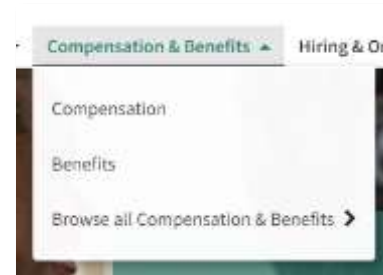 Compensation & Benefits Hiring &
Compensation
Benefits
Browse all Compensation & Benefits